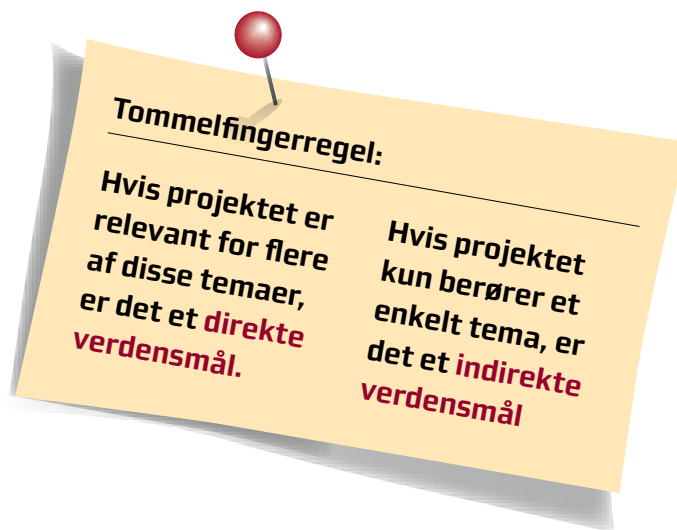 Tommelfingerregel:
Hvis projektet er
relevant for flere
af disse temaer,
er det et direkte
verdensmål.
Hvis projektet
kun berører et
enkelt tema, er
det et indirekte
verdensmål